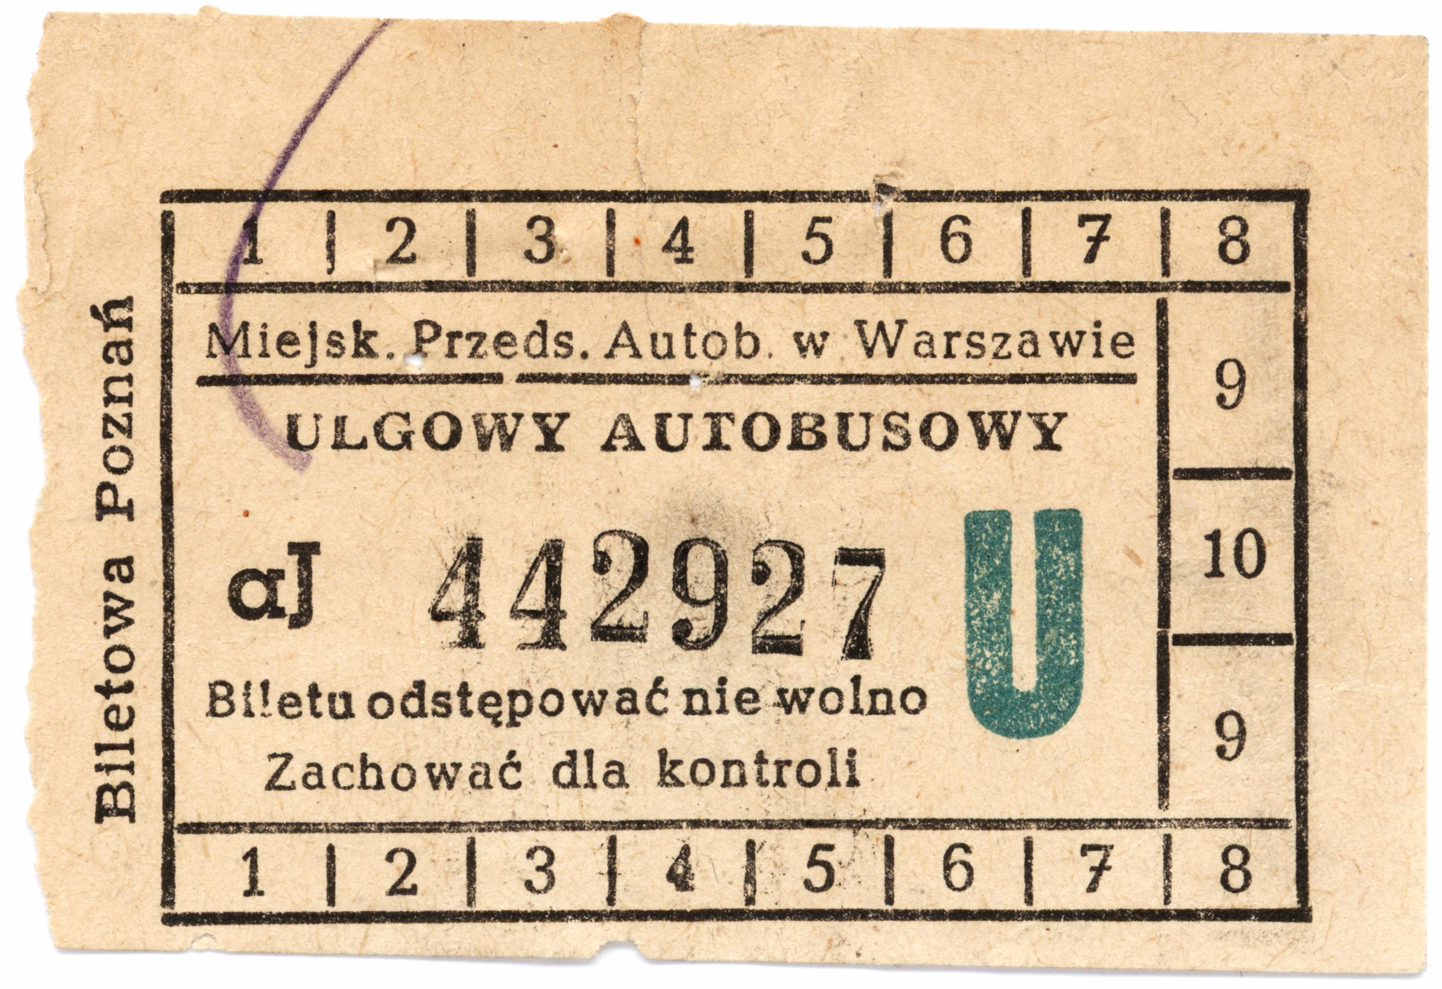 1 | 2 | 3 | 4 | 5 | 6 | 7 | 8
Miejsk. Przeds. Autob. w Warszawie
9
ULGOWY AUTOBUSOWY
aJ 442927 U
10
Biletu odstępować nie wolno
9
Zachować dla kontroli
1 | 2 | 3 | 4 | 5 | 6 | 7 | 8
Biletowa Poznań